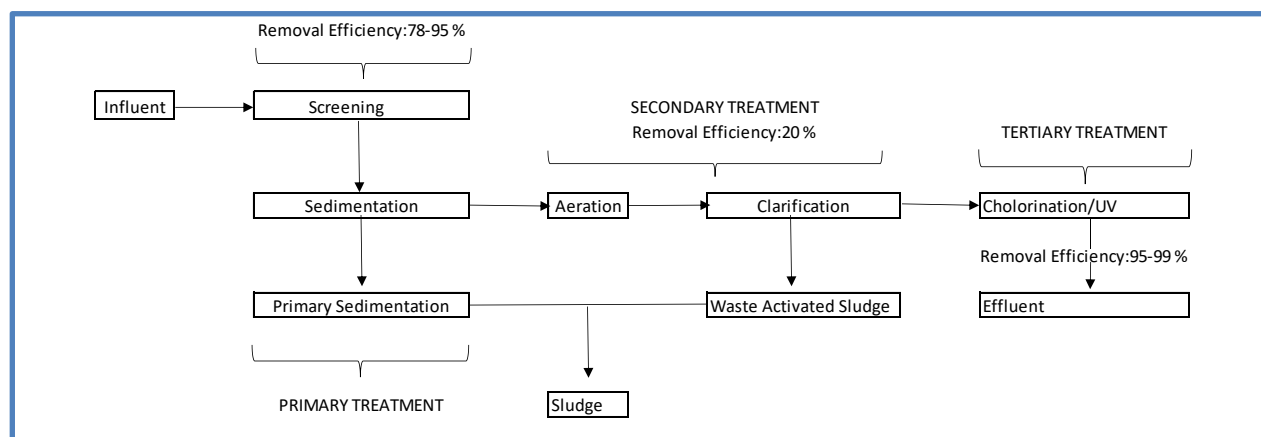 Removal Efficiency:78-95 %
Influent
Screening
SECONDARY TREATMENT
Removal Efficiency:20 %
TERTIARY TREATMENT
Sedimentation
Aeration
Clarification
Cholorination/UV
Removal Efficiency:95-99 %
Primary Sedimentation
Waste Activated Sludge
Effluent
PRIMARY TREATMENT
Sludge